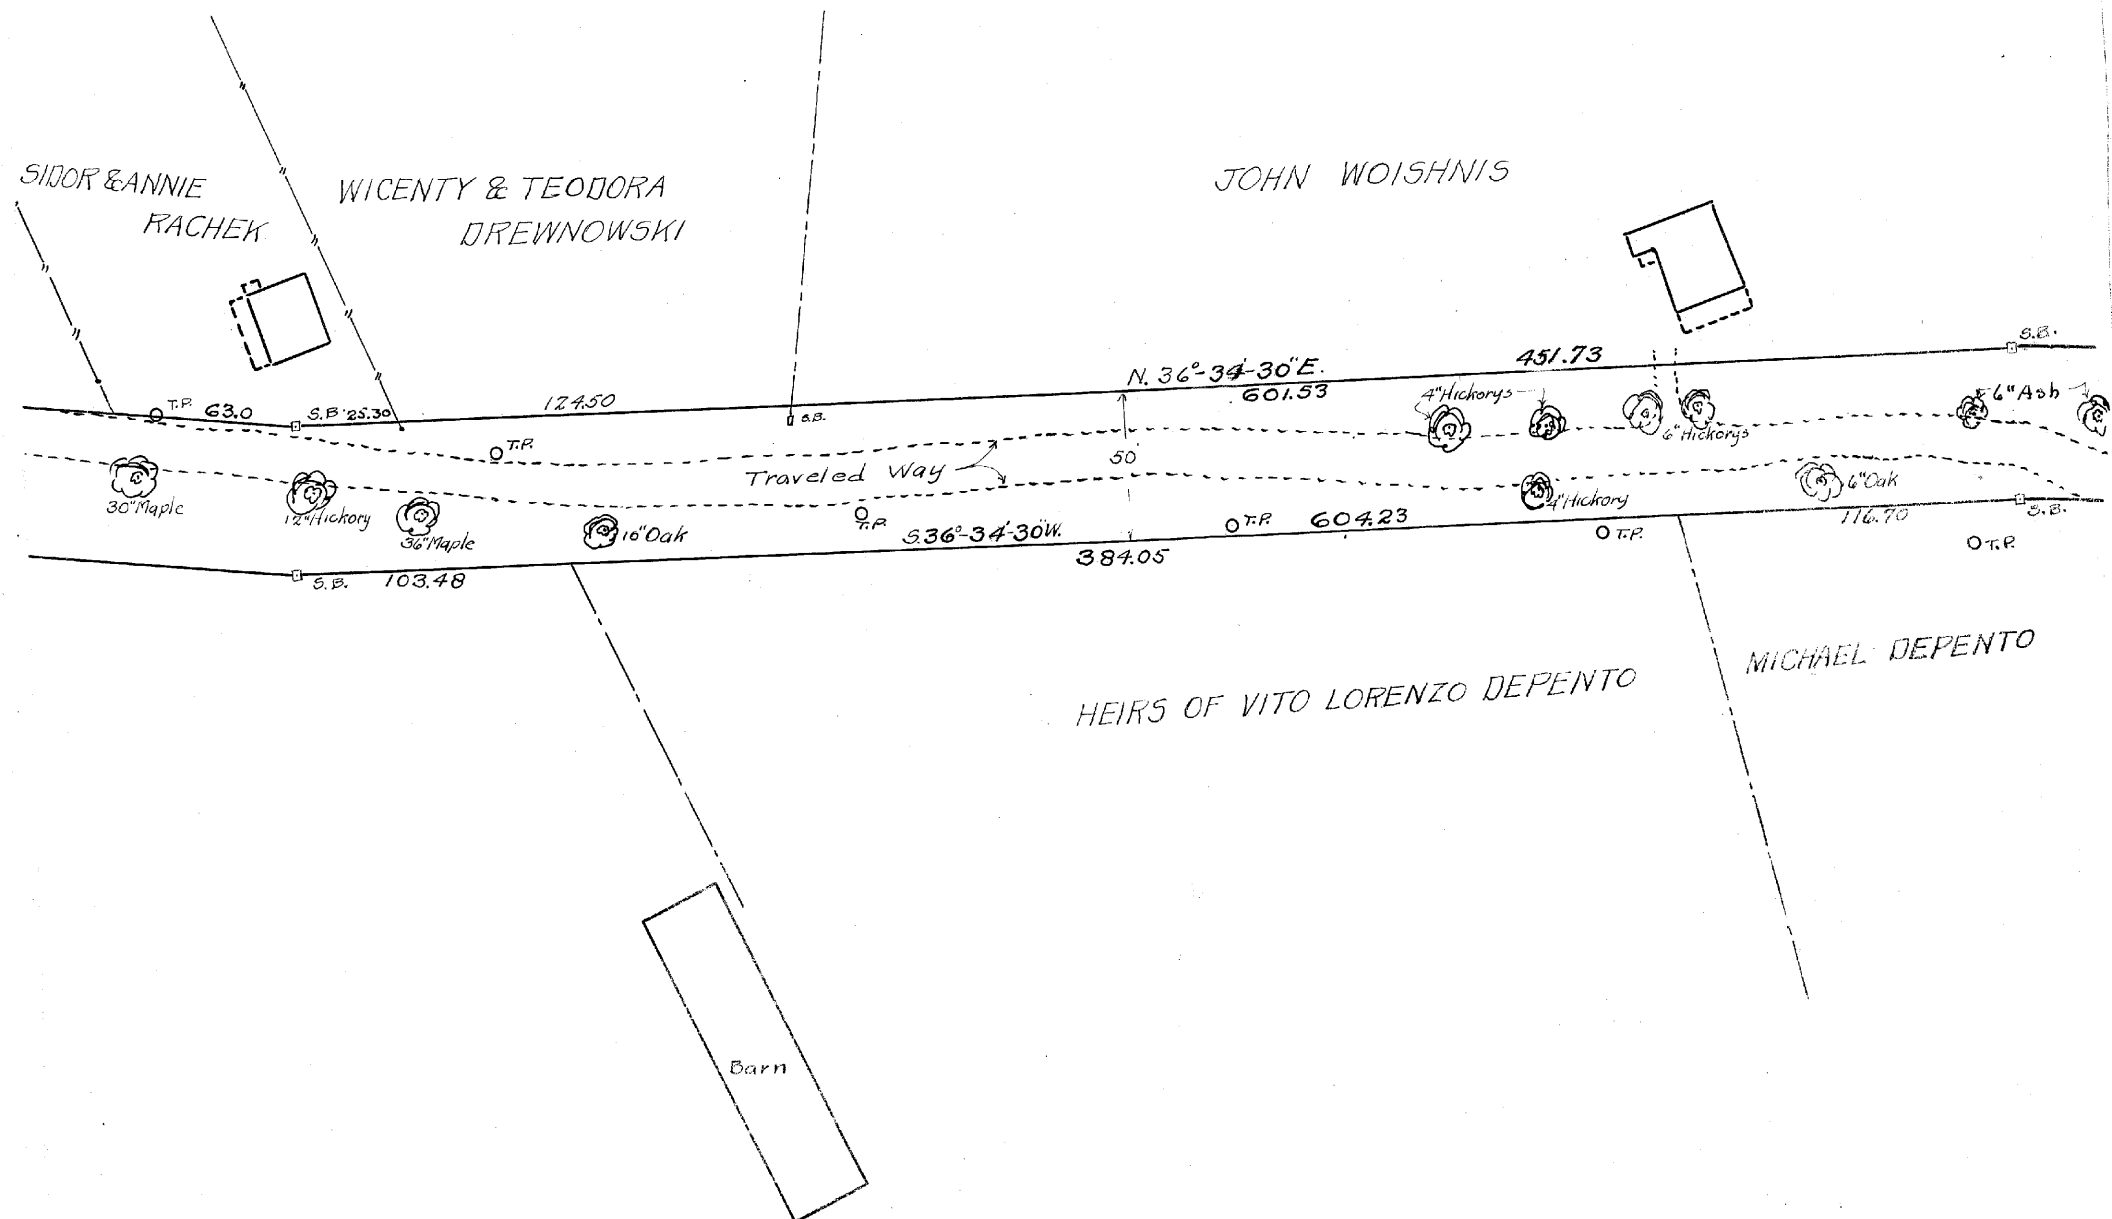 SIDOR & ANNIE
RACHEK
WICENTY & TEODORA
DREWNOWSKI
JOHN WOISHNIS
S.B.
N. 36°-34'-30"E.
451.73
601.53
T.P.
63.0
S.B.
25.30
124.50
S.B.
4"Hickorys
6"Hickorys
6"Ash
T.P.
50'
Traveled Way
30"Maple
12"Hickory
36"Maple
10"Oak
T.P.
S.36°-34'-30"W.
T.P.
604.23
4"Hickory
T.P.
6"Oak
116.70
S.B.
T.P.
S.B.
103.48
384.05
HEIRS OF VITO LORENZO DEPENTO
MICHAEL DEPENTO
Barn